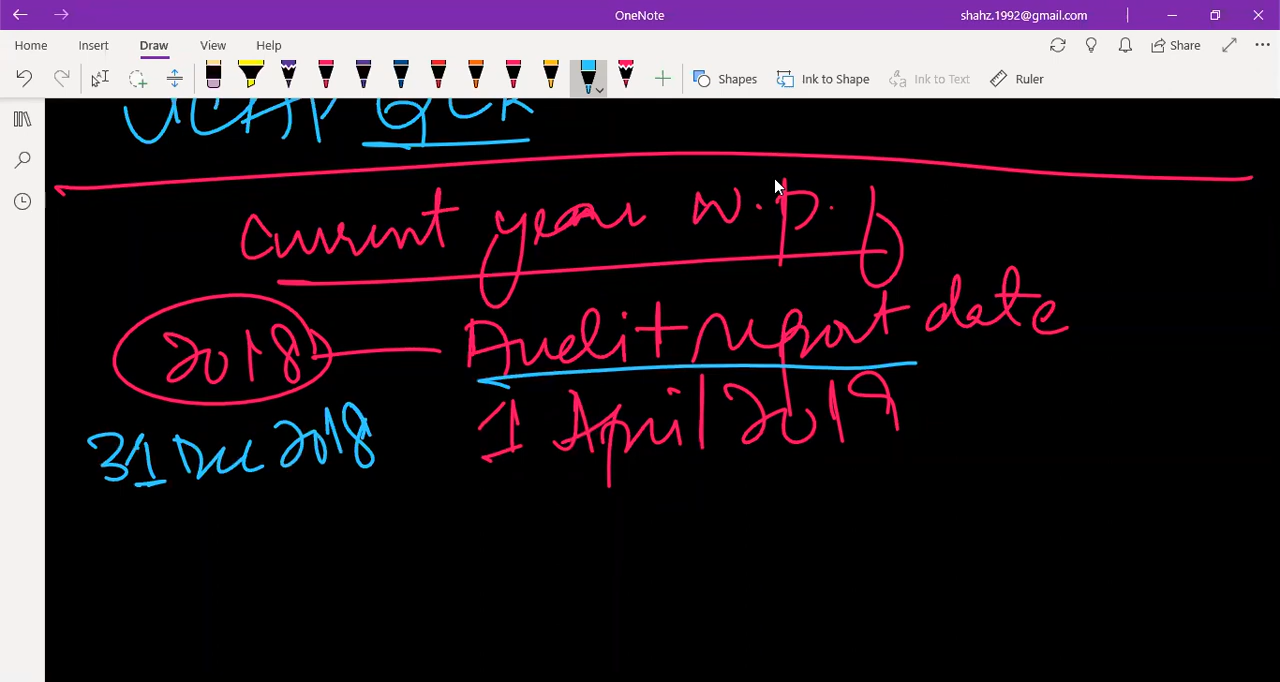 OneNote
shahz.1992@gmail.com
Home Insert Draw View Help
Share
Shapes Ink to Shape Ink to Text Ruler
QCR
Current year W.P.
2018 Audit report date
31 Dec 2018 1 April 2019